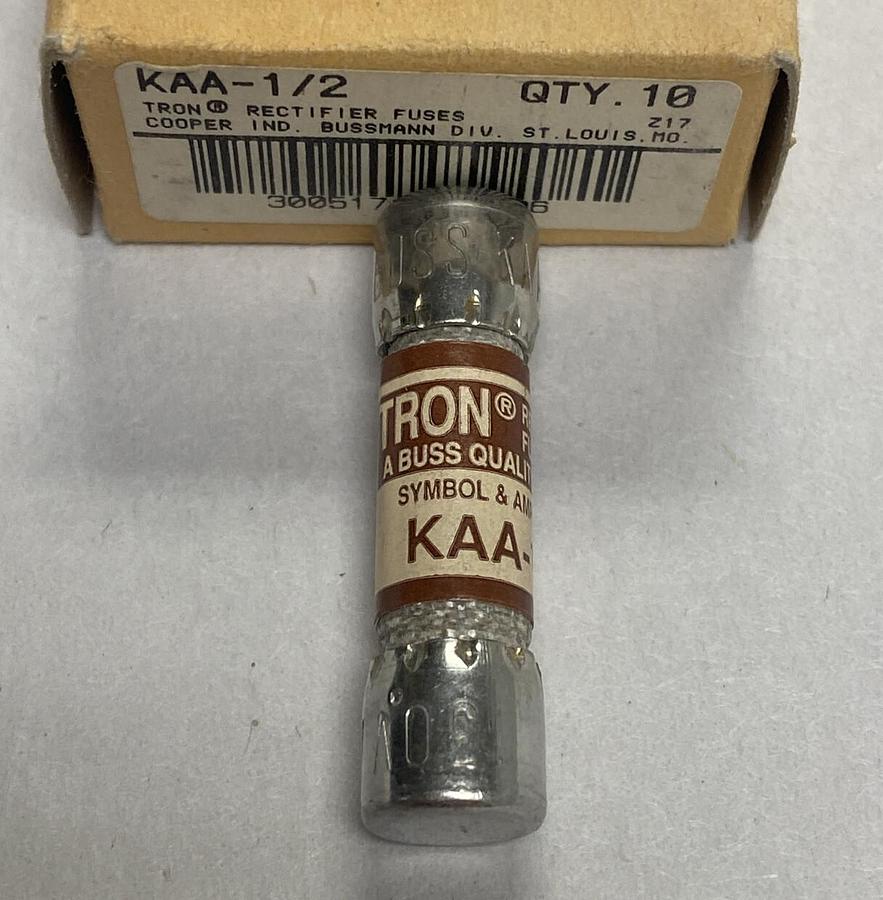 KAA-1/2 QTY. 10
TRON® RECTIFIER FUSES Z17
COOPER IND. BUSSMANN DIV. ST.LOUIS.MO.
BUSS
TRON®
A BUSS QUALI
SYMBOL &
KAA-